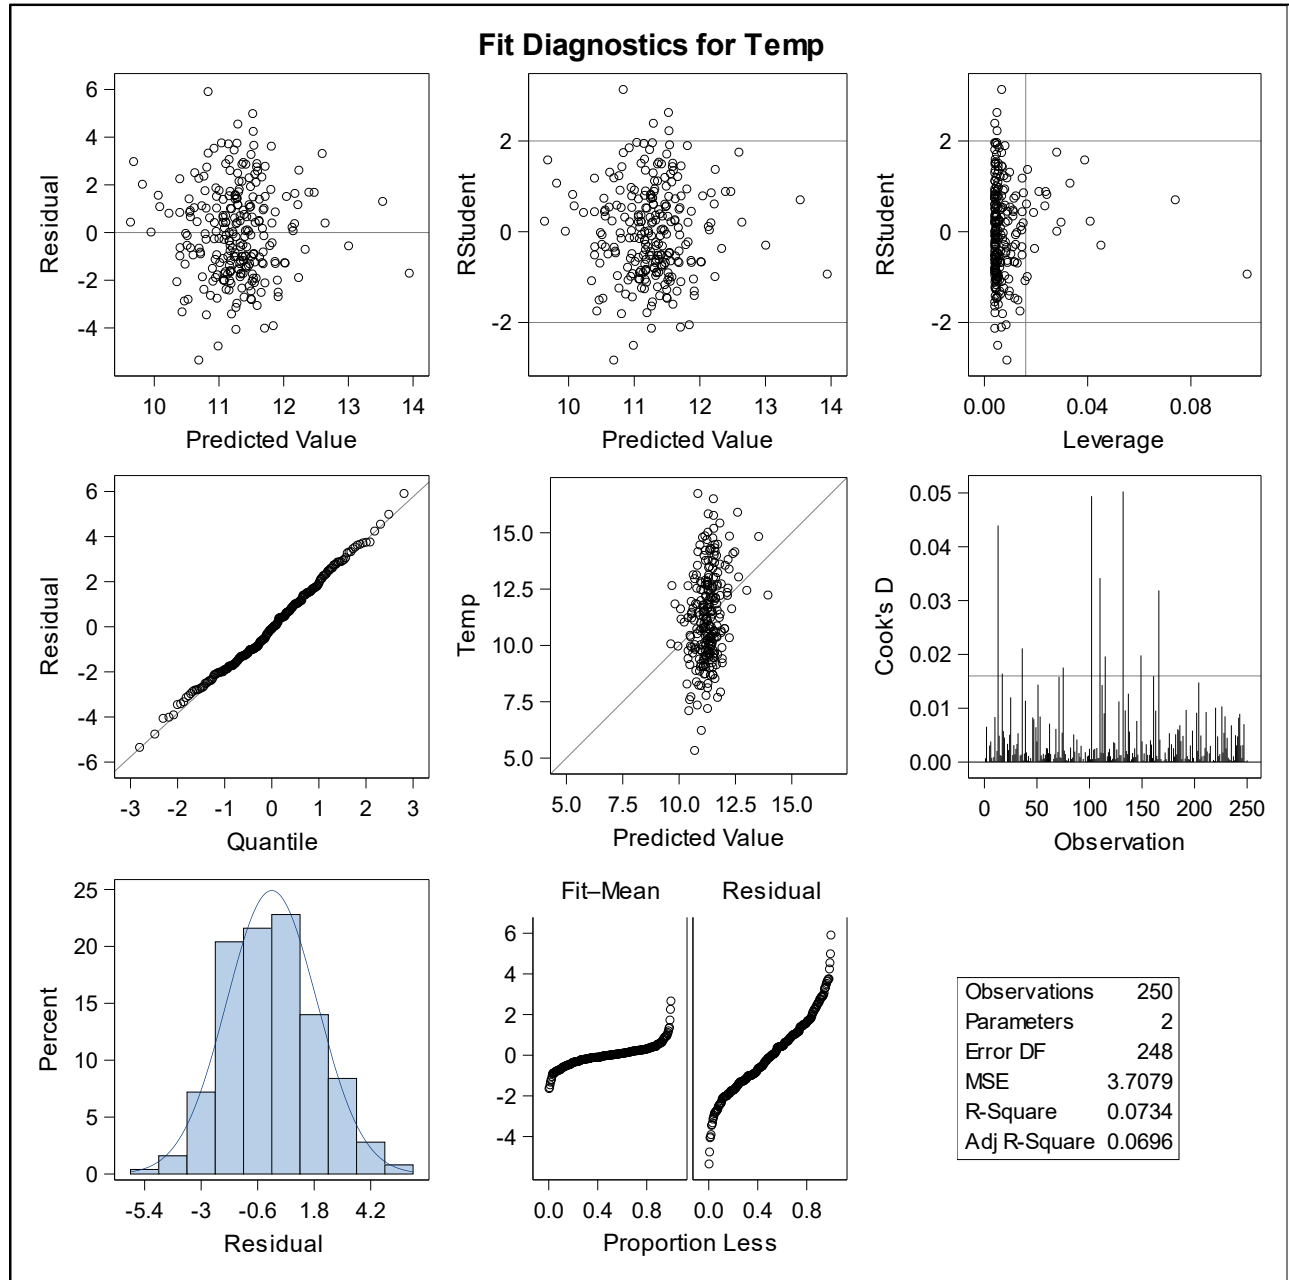 Fit Diagnostics for Temp
6
4
2
0
-2
-4
Residual
10 11 12 13 14
Predicted Value
2
0
-2
RStudent
10 11 12 13 14
Predicted Value
2
0
-2
RStudent
0.00 0.04 0.08
Leverage
6
4
2
0
-2
-4
-6
Residual
-3 -2 -1 0 1 2 3
Quantile
15.0
12.5
10.0
7.5
5.0
Temp
5.0 7.5 10.0 12.5 15.0
Predicted Value
0.05
0.04
0.03
0.02
0.01
0.00
Cook's D
0 50 100 150 200 250
Observation
25
20
15
10
5
0
Percent
-5.4 -3 -0.6 1.8 4.2
Residual
Fit–Mean Residual
6
4
2
0
-2
-4
0.0 0.4 0.8 0.0 0.4 0.8
Proportion Less
Observations 250
Parameters 2
Error DF 248
MSE 3.7079
R-Square 0.0734
Adj R-Square 0.0696